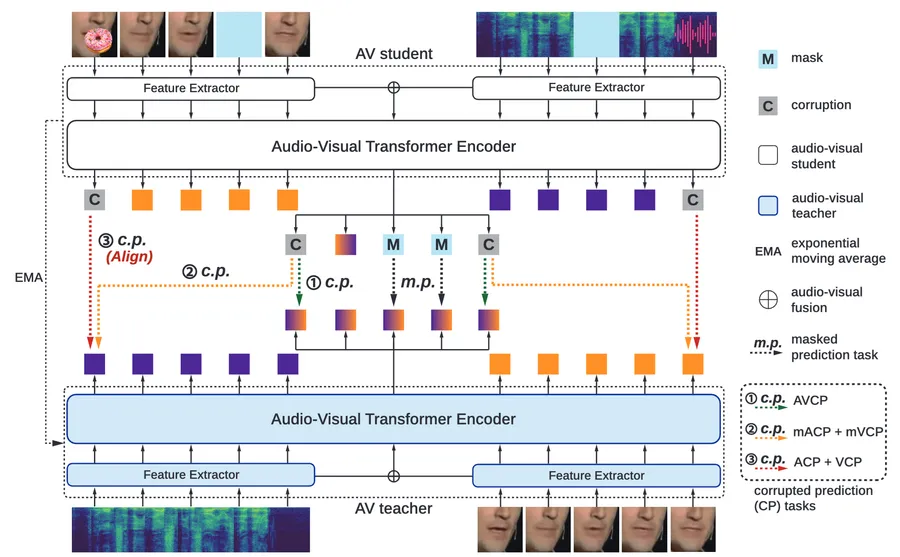 AV student
Feature Extractor
Feature Extractor
Audio-Visual Transformer Encoder
C
C
③ c.p.
(Align)
② c.p.
C
M
M
C
① c.p.
m.p.
EMA
Audio-Visual Transformer Encoder
Feature Extractor
Feature Extractor
AV teacher
M
mask
C
corruption
audio-visual
student
audio-visual
teacher
EMA
exponential
moving average
audio-visual
fusion
m.p.
masked
prediction task
① c.p. AVCP
② c.p. mACP + mVCP
③ c.p. ACP + VCP
corrupted prediction
(CP) tasks